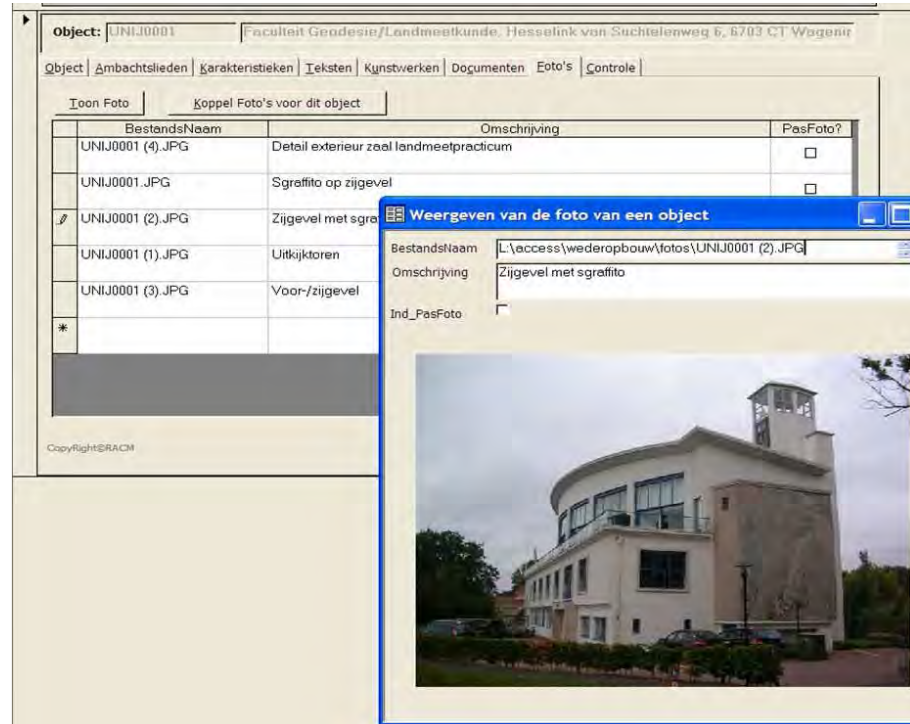 Object: UNIJ0001 Faculteit Geodesie/Landmeetkunde, Hesselink van Suchtelenweg 6, 6703 CT Wagenin
Object Ambachtslieden Karakteristieken Teksten Kunstwerken Documenten Foto's Controle
Toon Foto Koppel Foto's voor dit object
BestandsNaam Omschrijving PasFoto?
UNIJ0001 (4).JPG Detail exterieur zaal landmeetpracticum
UNIJ0001.JPG Sgraffito op zijgevel
UNIJ0001 (2).JPG Zijgevel met sgra
UNIJ0001 (1).JPG Uitkijktoren
UNIJ0001 (3).JPG Voor-/zijgevel
CopyRight©RACM
Weergeven van de foto van een object
BestandsNaam L:\access\wederopbouw\fotos\UNIJ0001 (2).JPG
Omschrijving Zijgevel met sgraffito
Ind_PasFoto